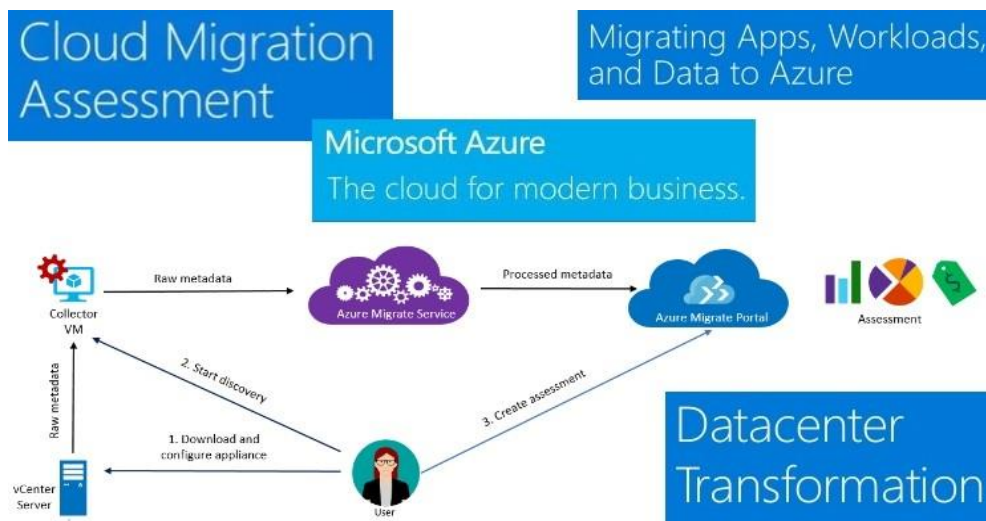 Cloud Migration
Assessment
Migrating Apps, Workloads,
and Data to Azure
Microsoft Azure
The cloud for modern business.
Raw metadata
Processed metadata
Collector
VM
Azure Migrate Service
Azure Migrate Portal
Assessment
$
Raw metadata
2. Start discovery
3. Create assessment
1. Download and
configure appliance
vCenter
Server
User
Datacenter
Transformation